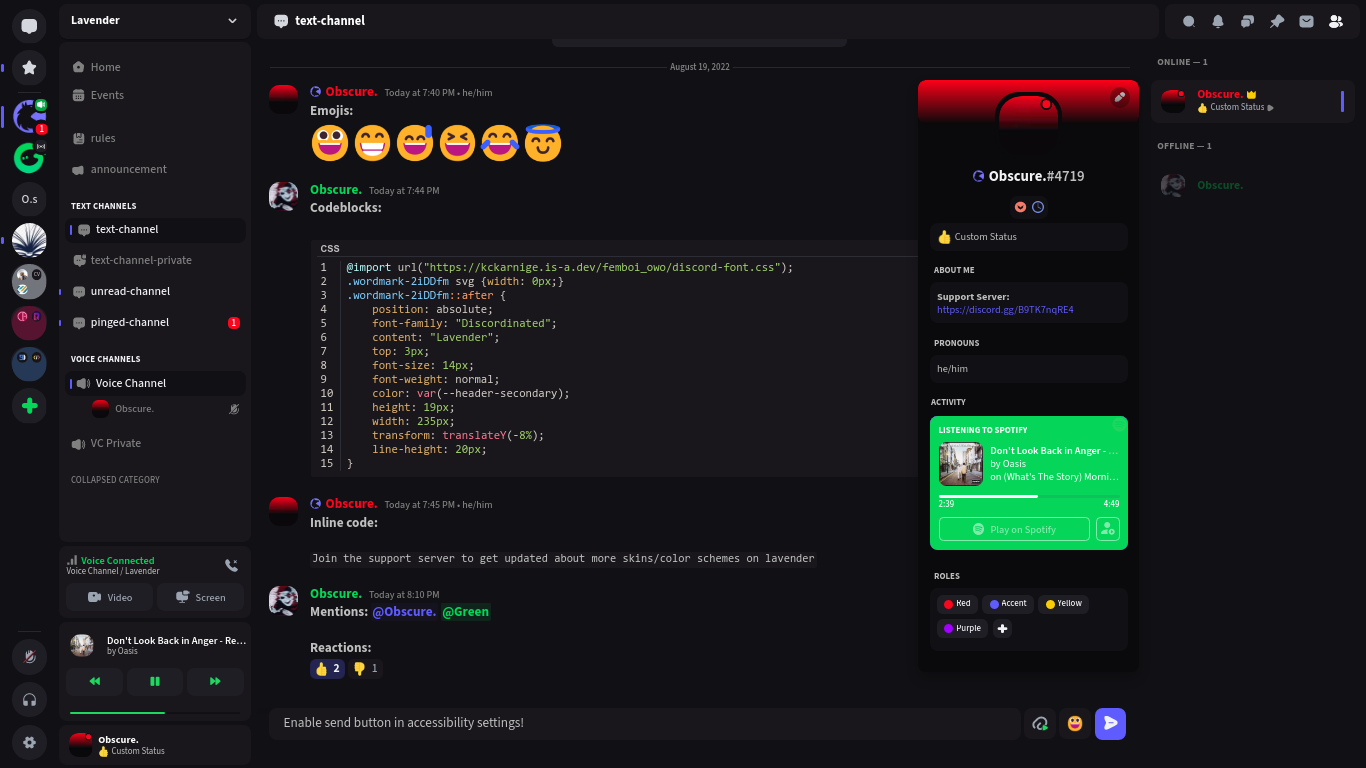 Lavender
Home
Events
rules
announcement
TEXT CHANNELS
text-channel
text-channel-private
unread-channel
pinged-channel
1
VOICE CHANNELS
Voice Channel
Obscure.
VC Private
COLLAPSED CATEGORY
1
O.s
Voice Connected
Voice Channel / Lavender
Video
Screen
Don't Look Back in Anger - Re...
by Oasis
Obscure.
👍 Custom Status
text-channel
August 19, 2022
Obscure. Today at 7:40 PM • he/him
Emojis:
Obscure. Today at 7:44 PM
Codeblocks:
CSS
1 @import url("https://kckarnige.is-a.dev/femboi_owo/discord-font.css");
2 .wordmark-2iDDfm svg {width: 0px;}
3 .wordmark-2iDDfm::after {
4 position: absolute;
5 font-family: "Discordinated";
6 content: "Lavender";
7 top: 3px;
8 font-size: 14px;
9 font-weight: normal;
10 color: var(--header-secondary);
11 height: 19px;
12 width: 235px;
13 transform: translateY(-8%);
14 line-height: 20px;
15 }
Obscure. Today at 7:45 PM • he/him
Inline code:
Join the support server to get updated about more skins/color schemes on lavender
Obscure. Today at 8:10 PM
Mentions: @Obscure. @Green
Reactions:
👍 2 👎 1
Enable send button in accessibility settings!
Obscure.#4719
👍 Custom Status
ABOUT ME
Support Server:
https://discord.gg/B9TK7nqRE4
PRONOUNS
he/him
ACTIVITY
LISTENING TO SPOTIFY
Don't Look Back in Anger - ...
by Oasis
on (What's The Story) Morni...
2:39 4:49
Play on Spotify
ROLES
Red Accent Yellow
Purple
ONLINE — 1
Obscure.
👍 Custom Status
OFFLINE — 1
Obscure.